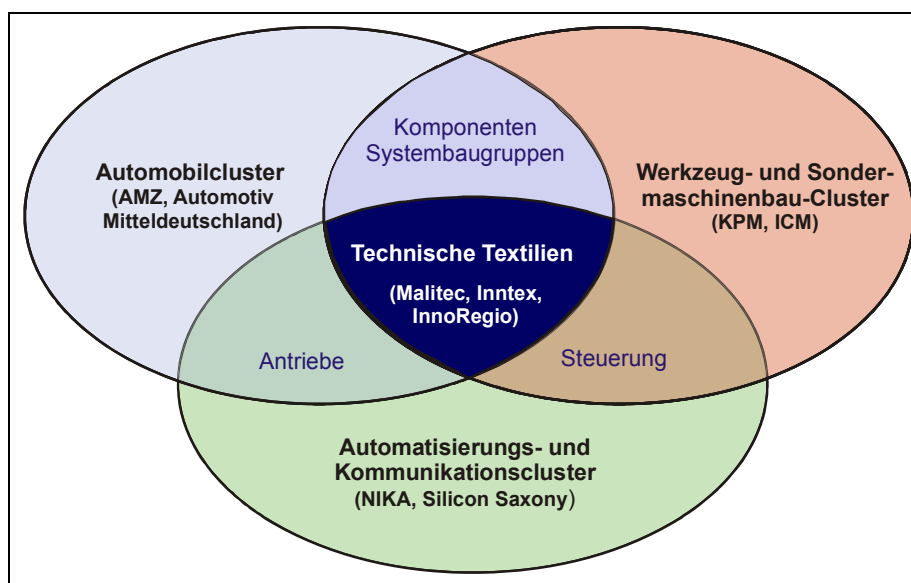 Komponenten
Systembaugruppen
Automobilcluster
(AMZ, Automotiv
Mitteldeutschland)
Werkzeug- und Sonder-
maschinenbau-Cluster
(KPM, ICM)
Technische Textilien
(Malitec, Inntex,
InnoRegio)
Antriebe
Steuerung
Automatisierungs- und
Kommunikationscluster
(NIKA, Silicon Saxony)